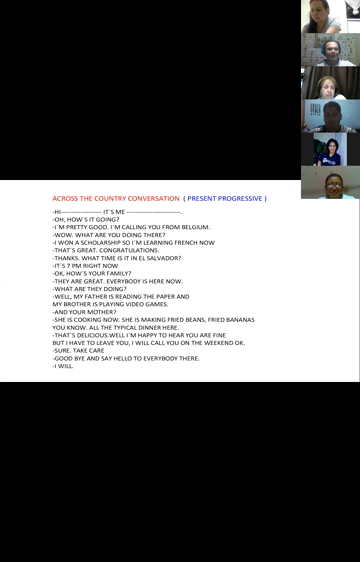 ACROSS THE COUNTRY CONVERSATION ( PRESENT PROGRESSIVE )
-HI-------------------- IT´S ME --------------------------.
-OH, HOW´S IT GOING?
-I´M PRETTY GOOD. I´M CALLING YOU FROM BELGIUM.
-WOW. WHAT ARE YOU DOING THERE?
-I WON A SCHOLARSHIP SO I´M LEARNING FRENCH NOW
-THAT´S GREAT. CONGRATULATIONS.
-THANKS. WHAT TIME IS IT IN EL SALVADOR?
-IT´S 7 PM RIGHT NOW
-OK, HOW´S YOUR FAMILY?
-THEY ARE GREAT. EVERYBODY IS HERE NOW.
-WHAT ARE THEY DOING?
-WELL, MY FATHER IS READING THE PAPER AND
MY BROTHER IS PLAYING VIDEO GAMES.
-AND YOUR MOTHER?
-SHE IS COOKING NOW. SHE IS MAKING FRIED BEANS, FRIED BANANAS
YOU KNOW. ALL THE TYPICAL DINNER HERE.
-THAT´S DELICIOUS.WELL I´M HAPPY TO HEAR YOU ARE FINE
BUT I HAVE TO LEAVE YOU, I WILL CALL YOU ON THE WEEKEND OK.
-SURE. TAKE CARE
-GOOD BYE AND SAY HELLO TO EVERYBODY THERE.
-I WILL.